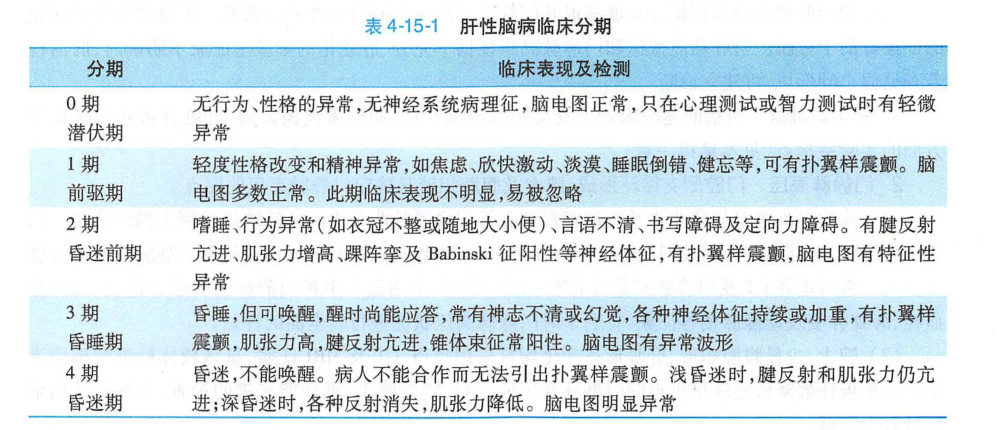 表 4-15-1 肝性脑病临床分期
分期 临床表现及检测
0 期 无行为、性格的异常,无神经系统病理征,脑电图正常,只在心理测试或智力测试时有轻微
潜伏期 异常
1 期 轻度性格改变和精神异常,如焦虑、欣快激动、淡漠、睡眠倒错、健忘等,可有扑翼样震颤。脑
前驱期 电图多数正常。此期临床表现不明显,易被忽略
2 期 嗜睡、行为异常(如衣冠不整或随地大小便)、言语不清、书写障碍及定向力障碍。有腱反射
昏迷前期 亢进、肌张力增高、踝阵挛及 Babinski 征阳性等神经体征,有扑翼样震颤,脑电图有特征性
异常
3 期 昏睡,但可唤醒,醒时尚能应答,常有神志不清或幻觉,各种神经体征持续或加重,有扑翼样
昏睡期 震颤,肌张力高,腱反射亢进,锥体束征常阳性。脑电图有异常波形
4 期 昏迷,不能唤醒。病人不能合作而无法引出扑翼样震颤。浅昏迷时,腱反射和肌张力仍亢
昏迷期 进;深昏迷时,各种反射消失,肌张力降低。脑电图明显异常